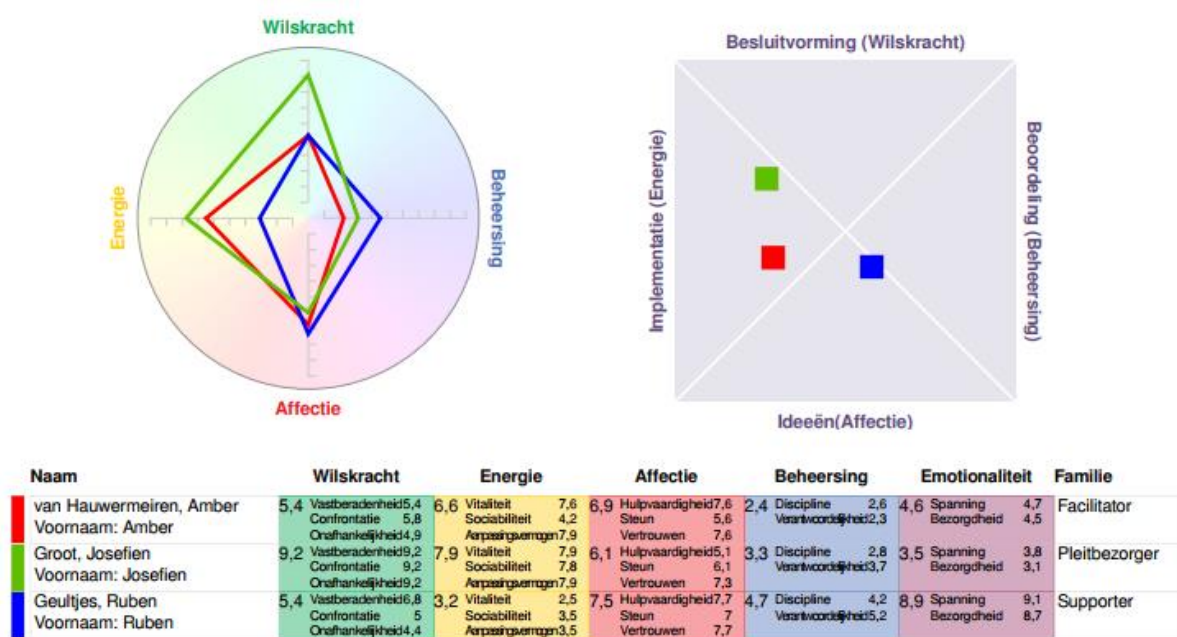 Wilskracht
Energie
Beheersing
Affectie
Besluitvorming (Wilskracht)
Implementatie (Energie)
Beoordeling (Beheersing)
Ideeën(Affectie)
Naam Wilskracht Energie Affectie Beheersing Emotionaliteit Familie
van Hauwermeiren, Amber 5,4 Vastberadenheid 5,4 6,6 Vitaliteit 7,6 6,9 Hulpvaardigheid 7,6 2,4 Discipline 2,6 4,6 Spanning 4,7 Facilitator
Voornaam: Amber Confrontatie 5,8 Sociabiliteit 4,2 Steun 5,6 Verantwoordelijkheid 2,3 Bezorgdheid 4,5
Onafhankelijkheid 4,9 Aanpassingsvermogen 7,9 Vertrouwen 7,6
Groot, Josefien 9,2 Vastberadenheid 9,2 7,9 Vitaliteit 7,9 6,1 Hulpvaardigheid 5,1 3,3 Discipline 2,8 3,5 Spanning 3,8 Pleitbezorger
Voornaam: Josefien Confrontatie 9,2 Sociabiliteit 7,8 Steun 6,1 Verantwoordelijkheid 3,7 Bezorgdheid 3,1
Onafhankelijkheid 9,2 Aanpassingsvermogen 7,9 Vertrouwen 7,3
Geultjes, Ruben 5,4 Vastberadenheid 6,8 3,2 Vitaliteit 2,5 7,5 Hulpvaardigheid 7,7 4,7 Discipline 4,2 8,9 Spanning 9,1 Supporter
Voornaam: Ruben Confrontatie 5 Sociabiliteit 3,5 Steun 7 Verantwoordelijkheid 5,2 Bezorgdheid 8,7
Onafhankelijkheid 4,4 Aanpassingsvermogen 3,5 Vertrouwen 7,7